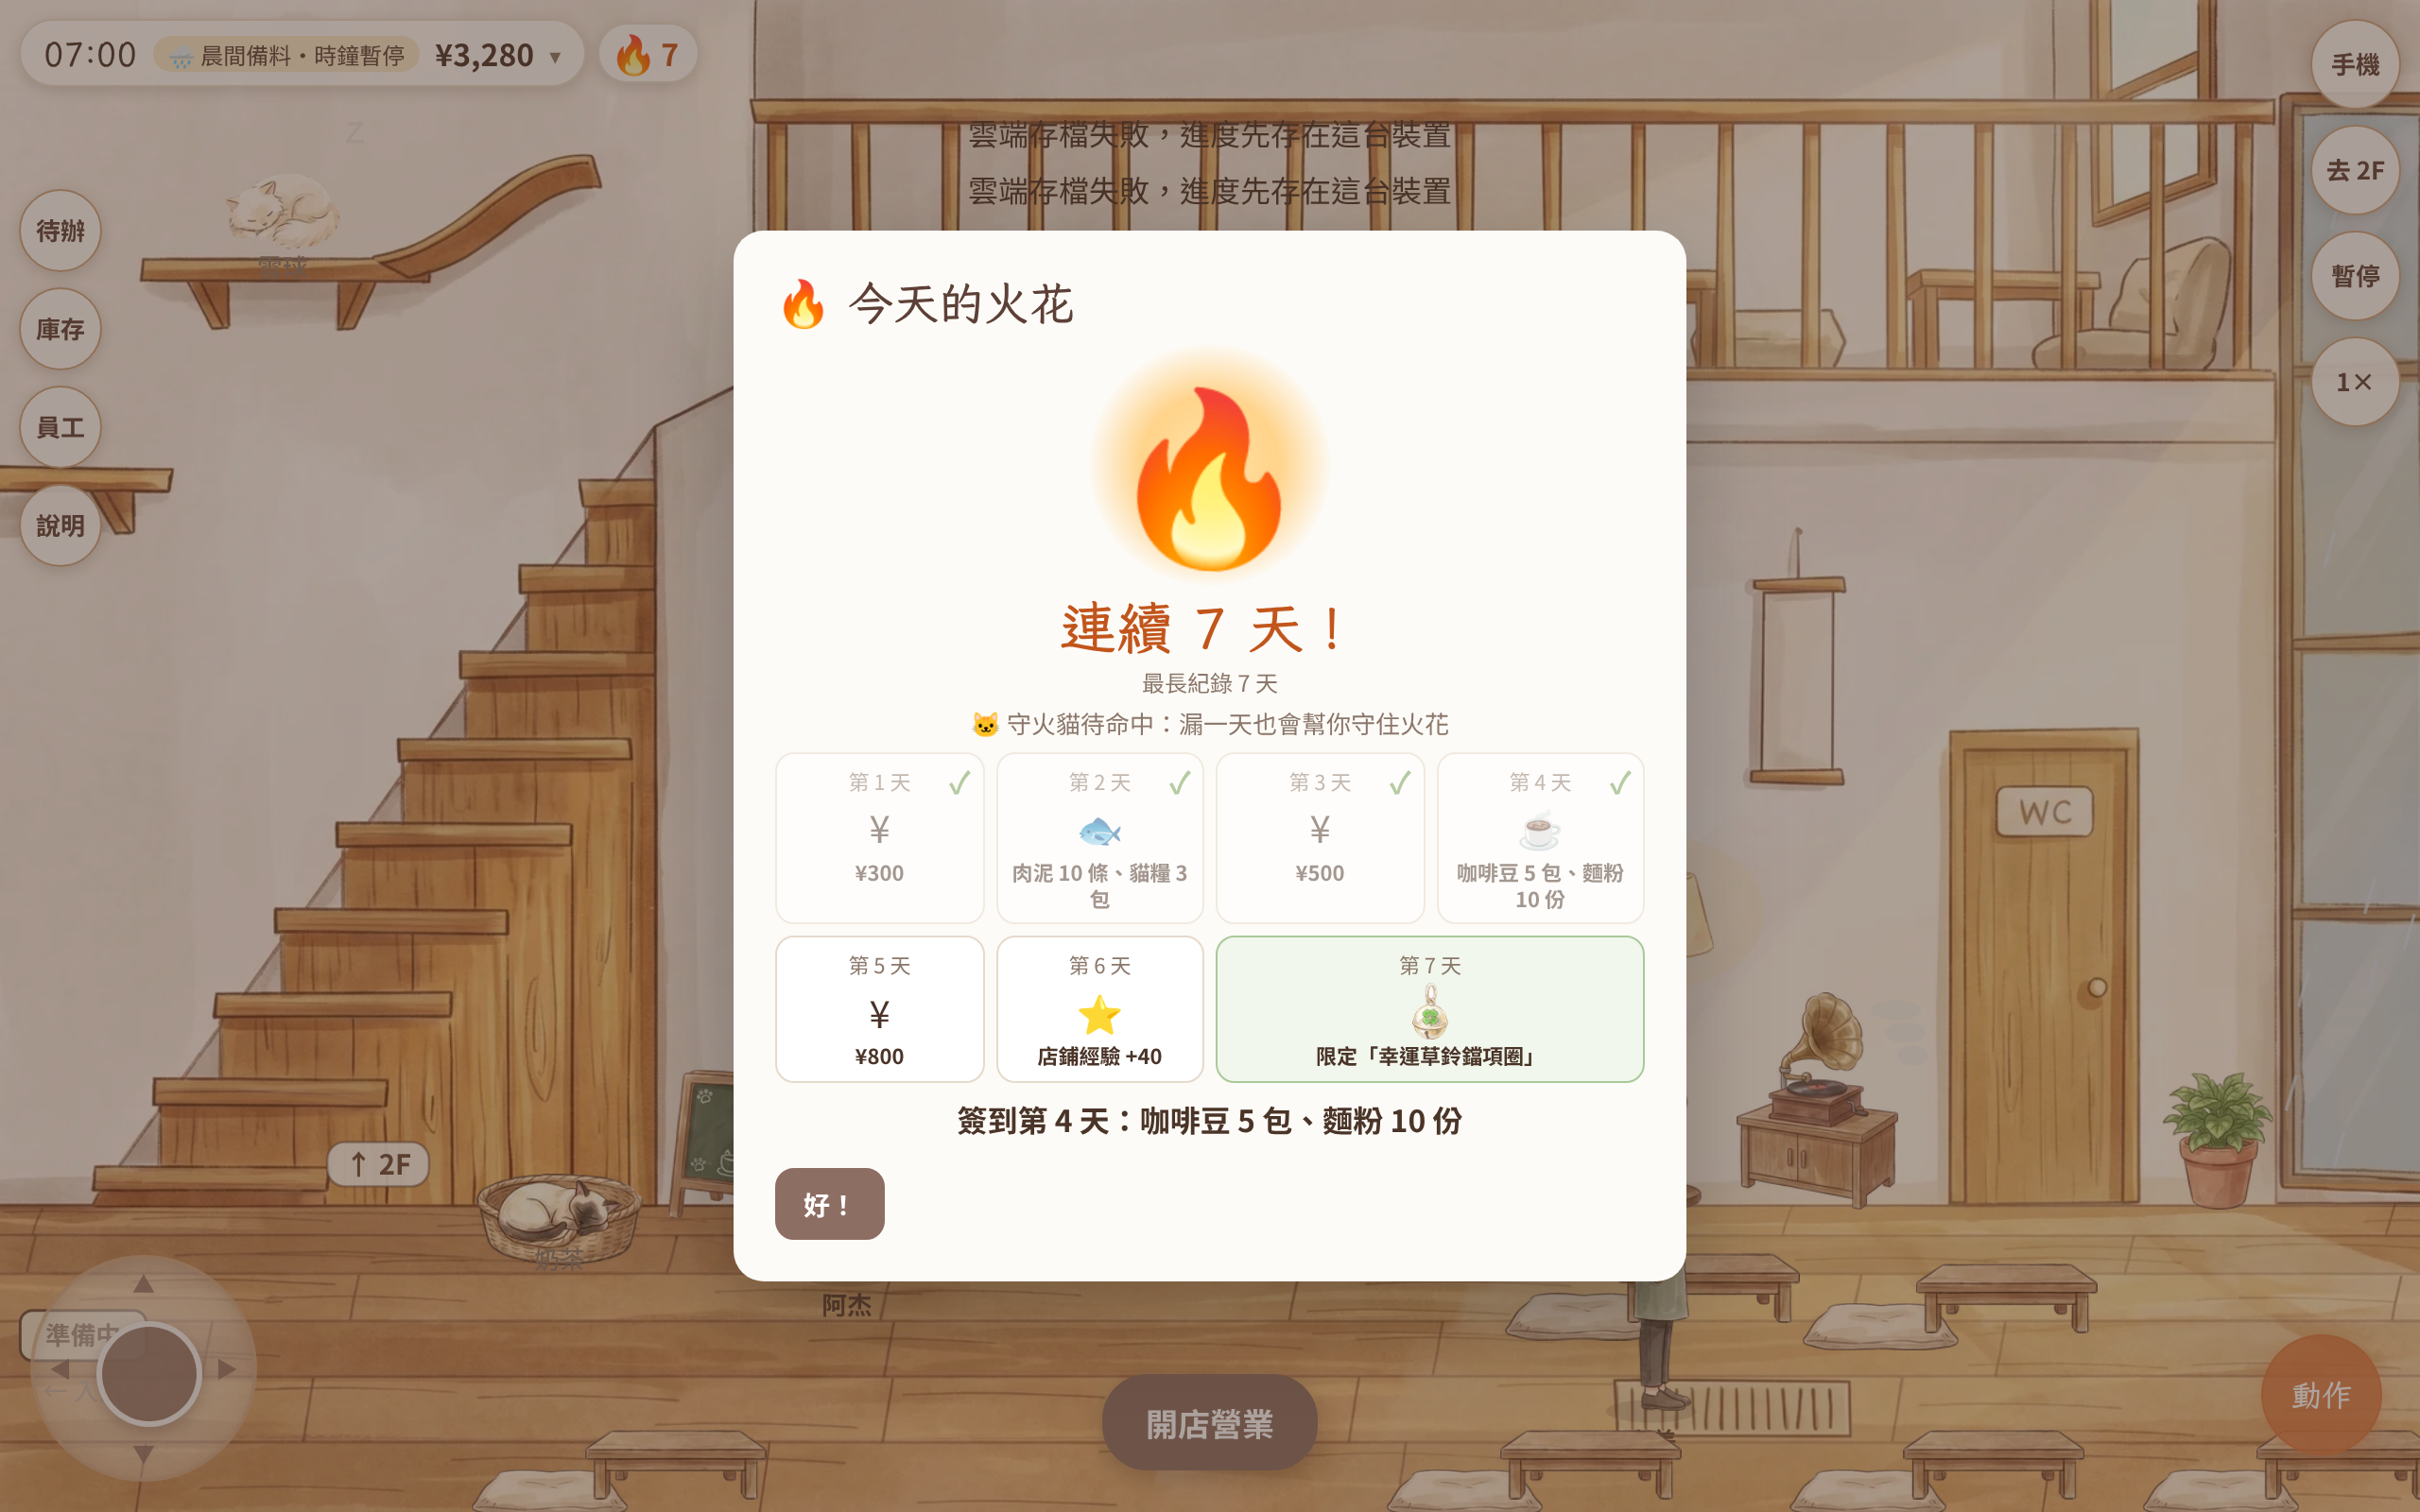 07:00
晨間備料・時鐘暫停
¥3,280 ▾
7
手機
去 2F
暫停
1×
待辦
庫存
員工
說明
雲端存檔失敗，進度先存在這台裝置
雲端存檔失敗，進度先存在這台裝置
Z
今天的火花
連續 7 天！
最長紀錄 7 天
守火貓待命中：漏一天也會幫你守住火花
第 1 天 ✓
¥
¥300
第 2 天 ✓
肉泥 10 條、貓糧 3
包
第 3 天 ✓
¥
¥500
第 4 天 ✓
咖啡豆 5 包、麵粉
10 份
第 5 天
¥
¥800
第 6 天
店鋪經驗 +40
第 7 天
限定「幸運草鈴鐺項圈」
簽到第 4 天：咖啡豆 5 包、麵粉 10 份
好！
WC
↑ 2F
奶茶
阿杰
準備中
開店營業
動作